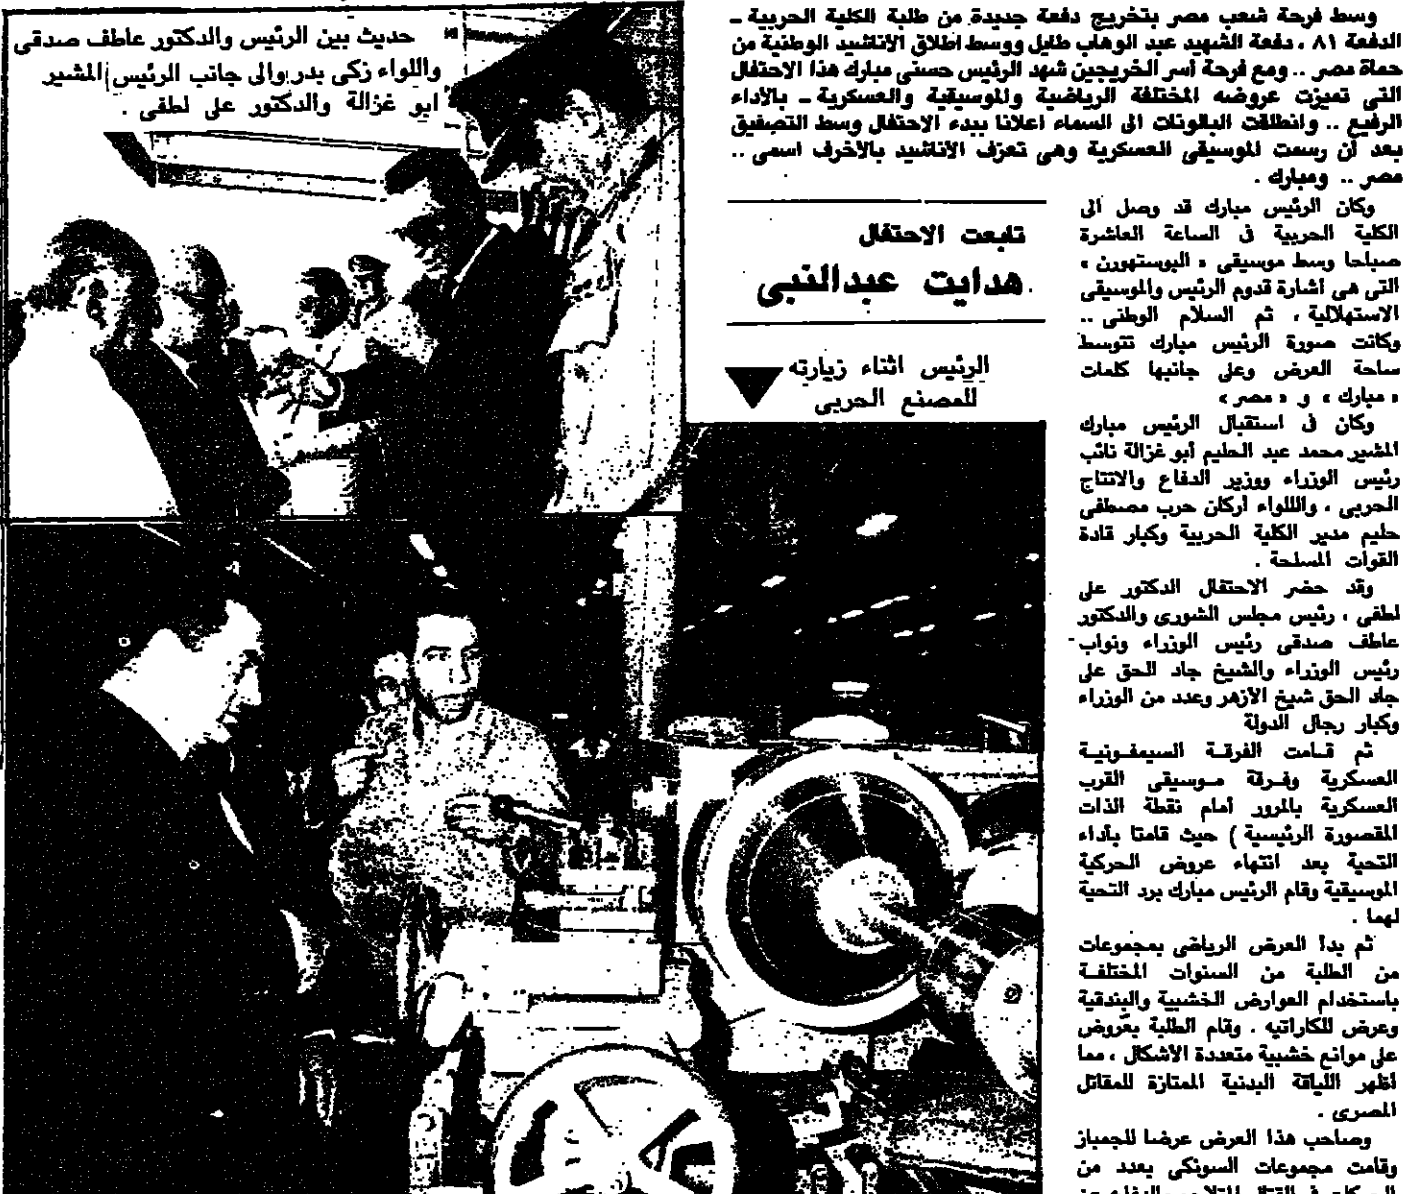 وسط فرحة شعب مصر بتخريج دفعة جديدة من طلبة الكلية الحربية ــ
الدفعة ٨١ ، دفعة الشهيد عبد الوهاب طايل ووسط اطلاق الأناشيد الوطنية من
حماة مصر .. ومع فرحة أسر الخريجين شهد الرئيس حسنى مبارك هذا الاحتفال
التى تميزت عروضه المختلفة الرياضية والموسيقية والعسكرية ــ بالأداء
الرفيع .. وانطلقت البالونات الى السماء اعلانا ببدء الاحتفال وسط التصفيق
بعد أن رسمت الموسيقى العسكرية وهى تعزف الأناشيد بالأحرف اسمى ..
مصر .. ومبارك .
حديث بين الرئيس والدكتور عاطف صدقى
واللواء زكى بدر والى جانب الرئيس المشير
ابو غزالة والدكتور على لطفى .
تابعت الاحتفال
هدايت عبدالنبى
الرئيس اثناء زيارته
للمصنع الحربى
وكان الرئيس مبارك قد وصل الى
الكلية الحربية فى الساعة العاشرة
صباحا وسط موسيقى « البوستهورن »
التى هى اشارة قدوم الرئيس والموسيقى
الاستهلالية ، ثم السلام الوطنى ..
وكانت صورة الرئيس مبارك تتوسط
ساحة العرض وعلى جانبها كلمات
« مبارك » و « مصر »
وكان فى استقبال الرئيس مبارك
المشير محمد عبد الحليم أبو غزالة نائب
رئيس الوزراء ووزير الدفاع والانتاج
الحربى ، واللواء أركان حرب مصطفى
حليم مدير الكلية الحربية وكبار قادة
القوات المسلحة .
وقد حضر الاحتفال الدكتور على
لطفى ، رئيس مجلس الشورى والدكتور
عاطف صدقى رئيس الوزراء ونواب
رئيس الوزراء والشيخ جاد الحق على
جاد الحق شيخ الأزهر وعدد من الوزراء
وكبار رجال الدولة
ثم قامت الفرقة السيمفونية
العسكرية وفرقة موسيقى القرب
العسكرية بالمرور أمام نقطة الذات
المقصورة الرئيسية ) حيث قامتا بأداء
التحية بعد انتهاء عروض الحركية
الموسيقية وقام الرئيس مبارك برد التحية
لهما .
ثم بدأ العرض الرياضى بمجموعات
من الطلبة من السنوات المختلفة
باستخدام العوارض الخشبية والبندقية
وعرض للكاراتيه . وقام الطلبة بعروض
على موانع خشبية متعددة الأشكال ، مما
أظهر اللياقة البدنية الممتازة للمقاتل
المصرى .
وصاحب هذا العرض عرضا للجمباز
وقامت مجموعات السونكى بعدد من